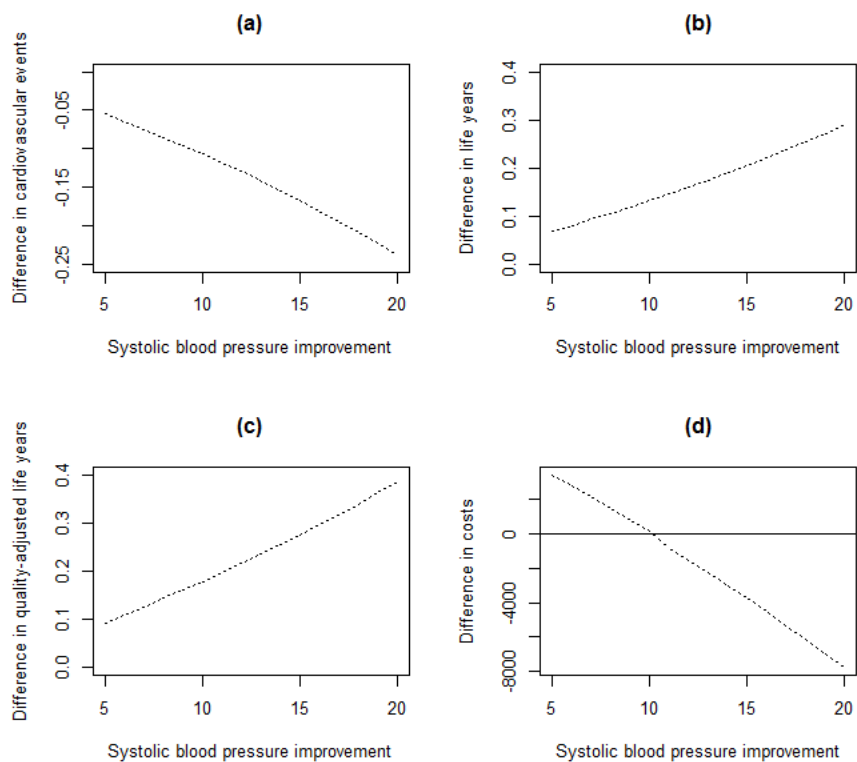 (a)
Difference in cardiovascular events
-0.05
-0.15
-0.25
5 10 15 20
Systolic blood pressure improvement
(b)
Difference in life years
0.4
0.3
0.2
0.1
0.0
5 10 15 20
Systolic blood pressure improvement
(c)
Difference in quality-adjusted life years
0.4
0.3
0.2
0.1
0.0
5 10 15 20
Systolic blood pressure improvement
(d)
Difference in costs
0
-4000
-8000
5 10 15 20
Systolic blood pressure improvement